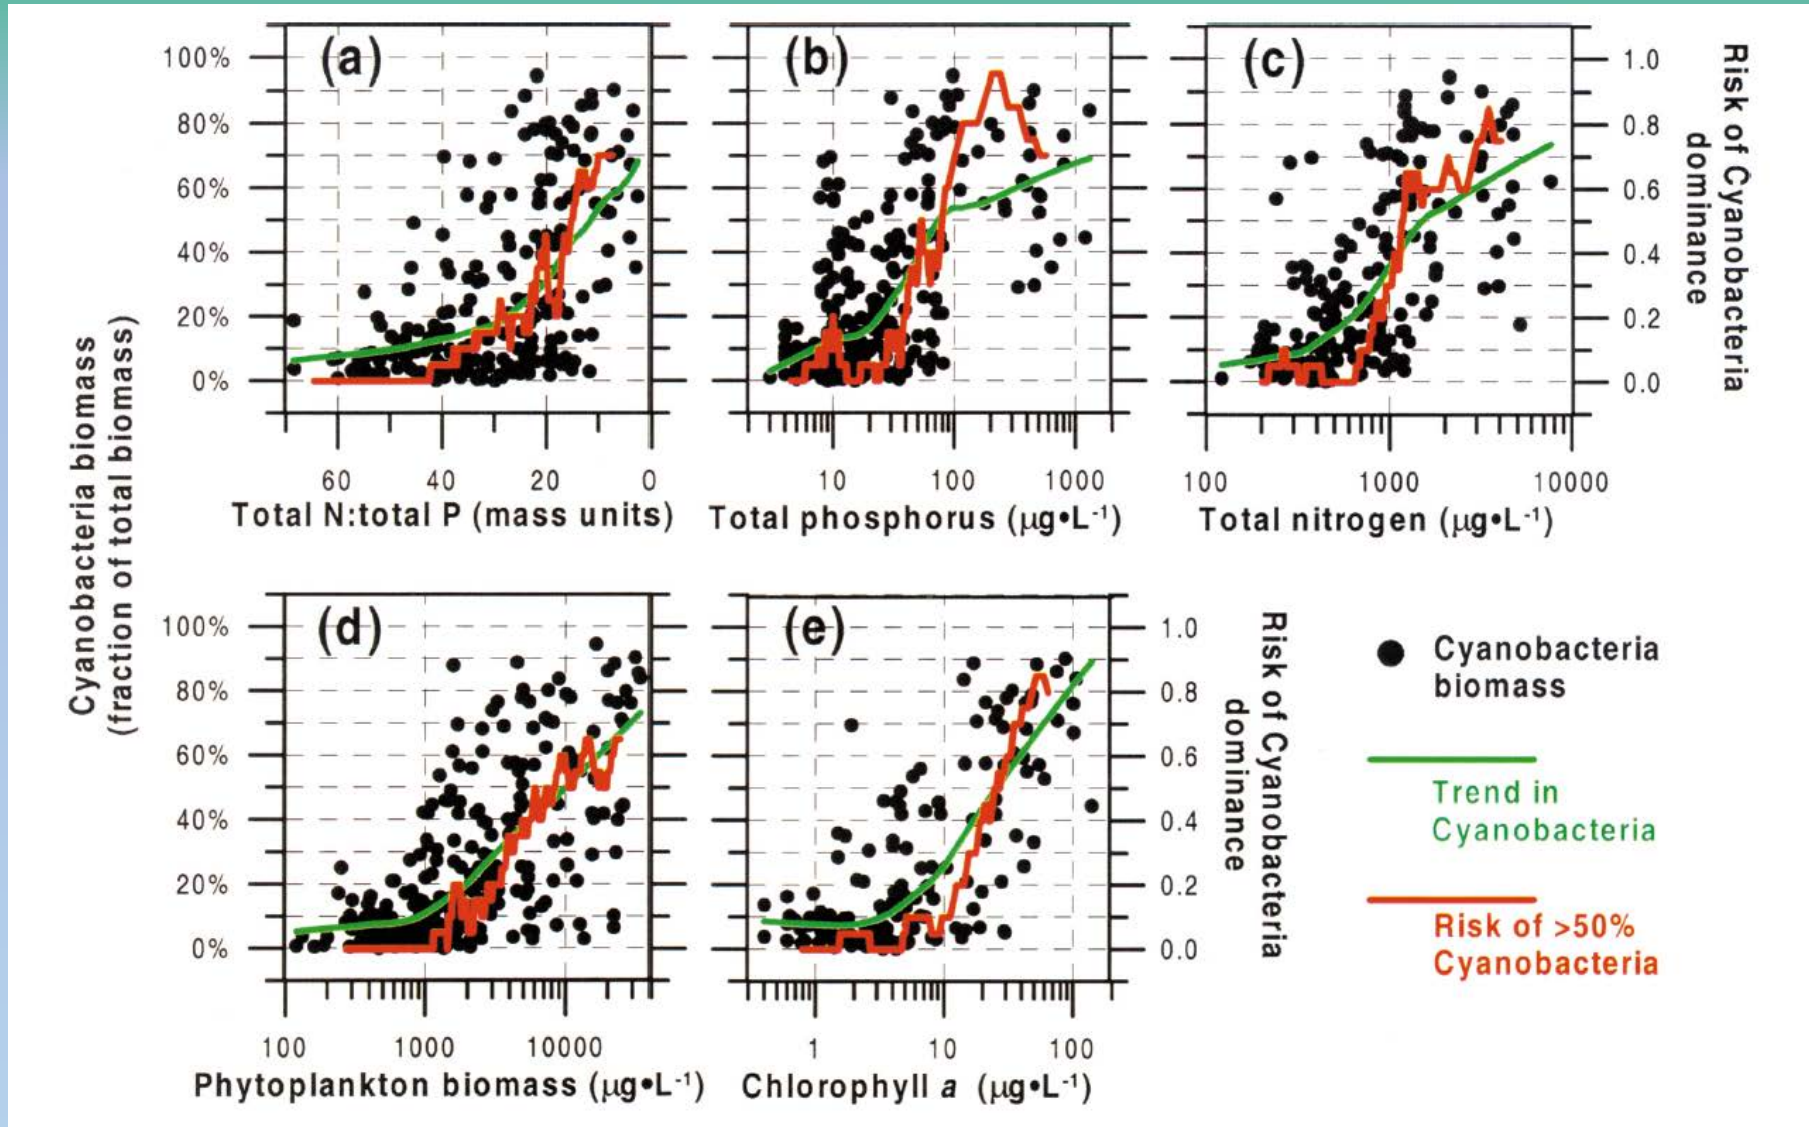 (a)
(b)
(c)
100%
80%
60%
40%
20%
0%
1.0
0.8
0.6
0.4
0.2
0.0
Risk of Cyanobacteria
dominance
60
40
20
0
10
100
1000
100
1000
10000
Total N:total P (mass units)
Total phosphorus (µg•L⁻¹)
Total nitrogen (µg•L⁻¹)
Cyanobacteria biomass
(fraction of total biomass)
(d)
(e)
100%
80%
60%
40%
20%
0%
1.0
0.8
0.6
0.4
0.2
0.0
Risk of Cyanobacteria
dominance
100
1000
10000
1
10
100
Phytoplankton biomass (µg•L⁻¹)
Chlorophyll a (µg•L⁻¹)
Cyanobacteria
biomass
Trend in
Cyanobacteria
Risk of >50%
Cyanobacteria